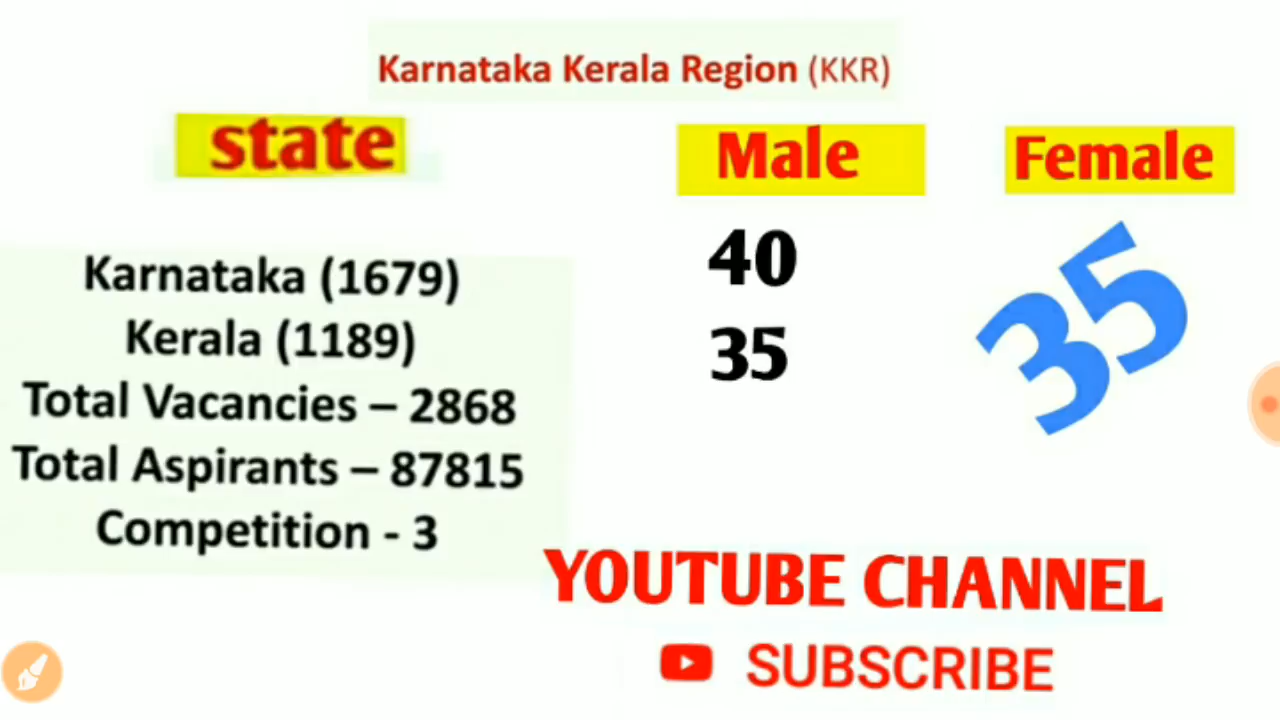 Karnataka Kerala Region (KKR)
state Male Female
Karnataka (1679) 40
Kerala (1189) 35 35
Total Vacancies – 2868
Total Aspirants – 87815
Competition - 3
YOUTUBE CHANNEL
SUBSCRIBE